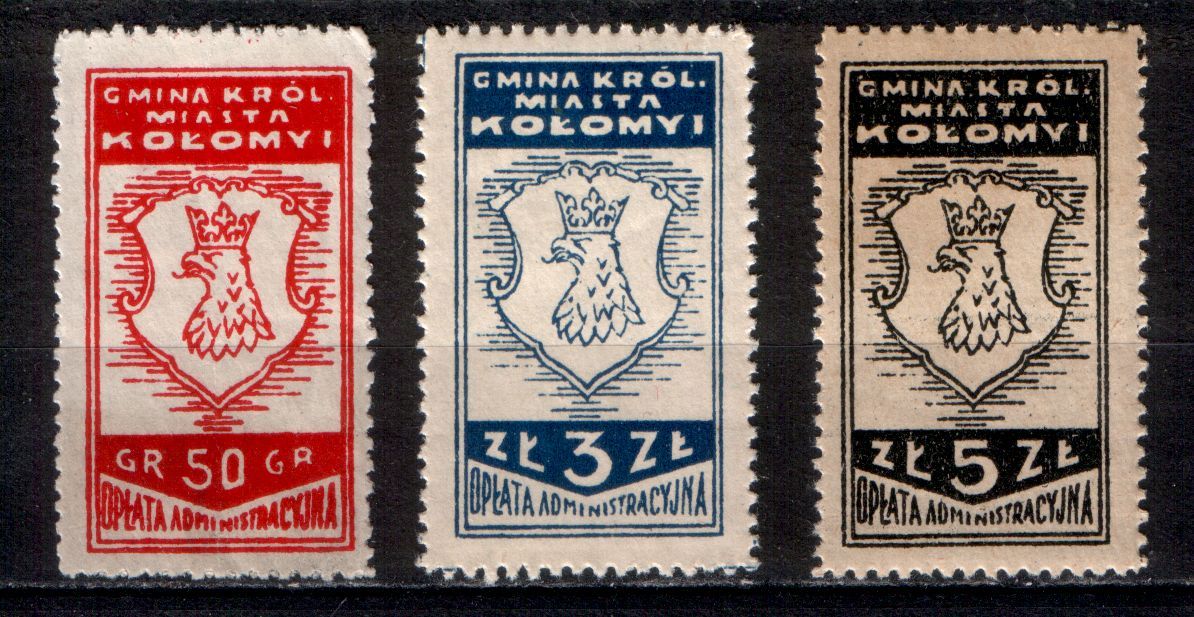 GMINA KRÓL.
MIASTA
KOŁOMYI
GR 50 GR
OPŁATA ADMINISTRACYJNA
GMINA KRÓL.
MIASTA
KOŁOMYI
ZŁ 3 ZŁ
OPŁATA ADMINISTRACYJNA
GMINA KRÓL.
MIASTA
KOŁOMYI
ZŁ 5 ZŁ
OPŁATA ADMINISTRACYJNA